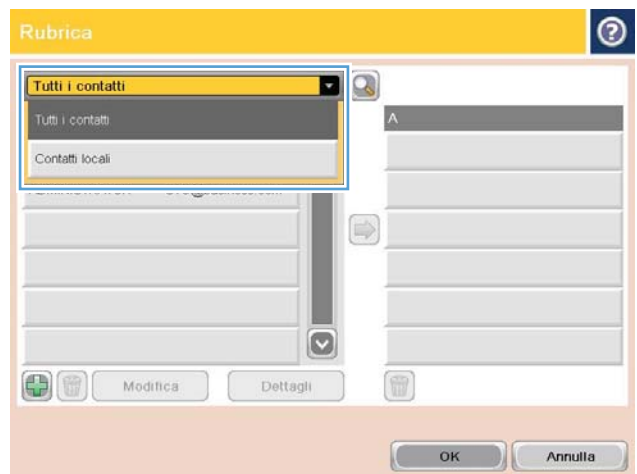 Rubrica
Tutti i contatti
Tutti i contatti
A
Contatti locali
Modifica
Dettagli
OK
Annulla